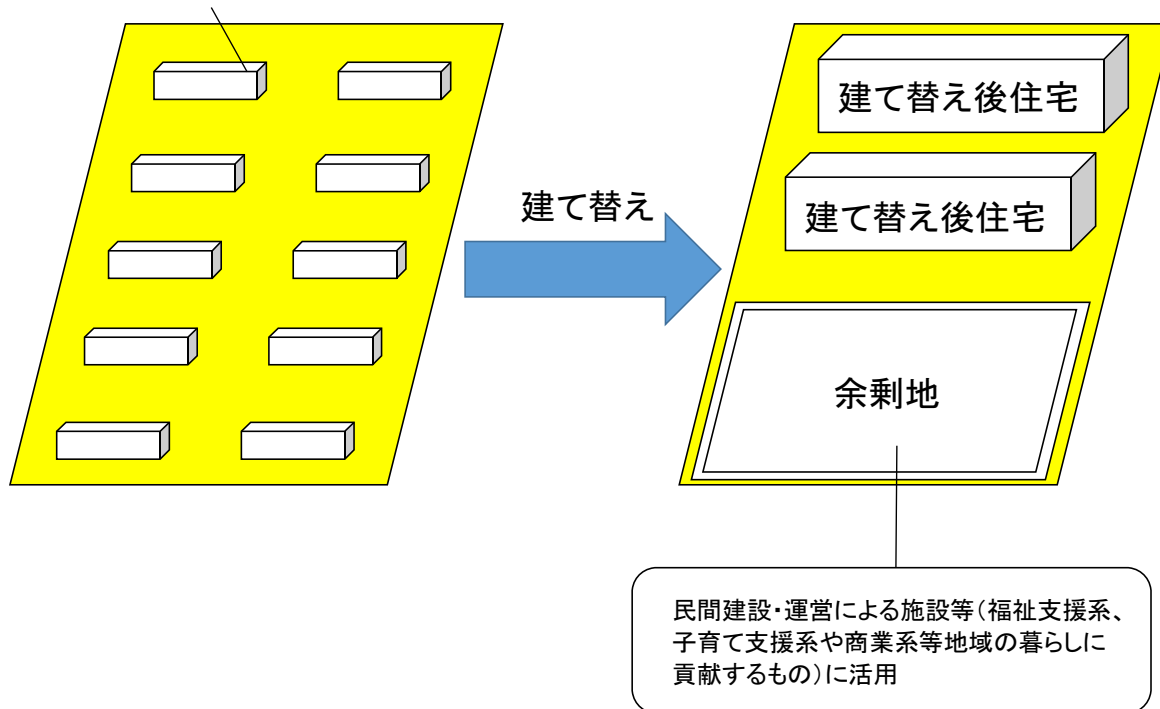 建て替え後住宅
建て替え後住宅
建て替え
余剰地
民間建設・運営による施設等（福祉支援系、
子育て支援系や商業系等地域の暮らしに
貢献するもの）に活用